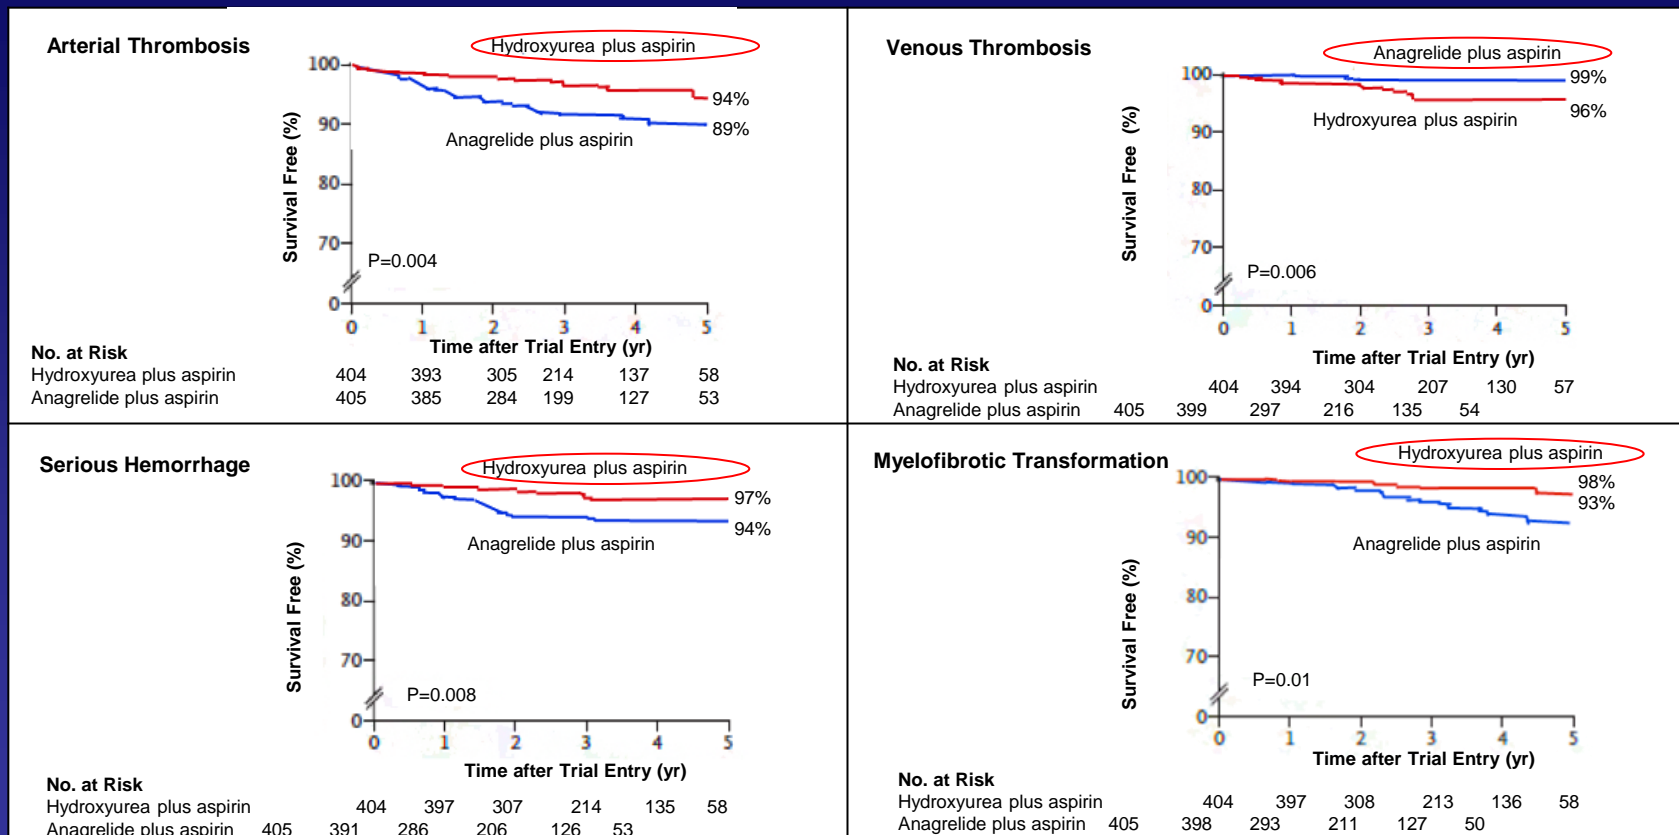 Arterial Thrombosis
Hydroxyurea plus aspirin
100
90
80
70
0
Survival Free (%)
94%
89%
Anagrelide plus aspirin
P=0.004
0 1 2 3 4 5
Time after Trial Entry (yr)
No. at Risk
Hydroxyurea plus aspirin 404 393 305 214 137 58
Anagrelide plus aspirin 405 385 284 199 127 53
Venous Thrombosis
Anagrelide plus aspirin
100
90
80
70
0
Survival Free (%)
99%
96%
Hydroxyurea plus aspirin
P=0.006
0 1 2 3 4 5
Time after Trial Entry (yr)
No. at Risk
Hydroxyurea plus aspirin 404 394 304 207 130 57
Anagrelide plus aspirin 405 399 297 216 135 54
Serious Hemorrhage
Hydroxyurea plus aspirin
100
90
80
70
0
Survival Free (%)
97%
94%
Anagrelide plus aspirin
P=0.008
0 1 2 3 4 5
Time after Trial Entry (yr)
No. at Risk
Hydroxyurea plus aspirin 404 397 307 214 135 58
Anagrelide plus aspirin 405 391 286 206 126 53
Myelofibrotic Transformation
Hydroxyurea plus aspirin
100
90
80
70
0
Survival Free (%)
98%
93%
Anagrelide plus aspirin
P=0.01
0 1 2 3 4 5
Time after Trial Entry (yr)
No. at Risk
Hydroxyurea plus aspirin 404 397 308 213 136 58
Anagrelide plus aspirin 405 398 293 211 127 50